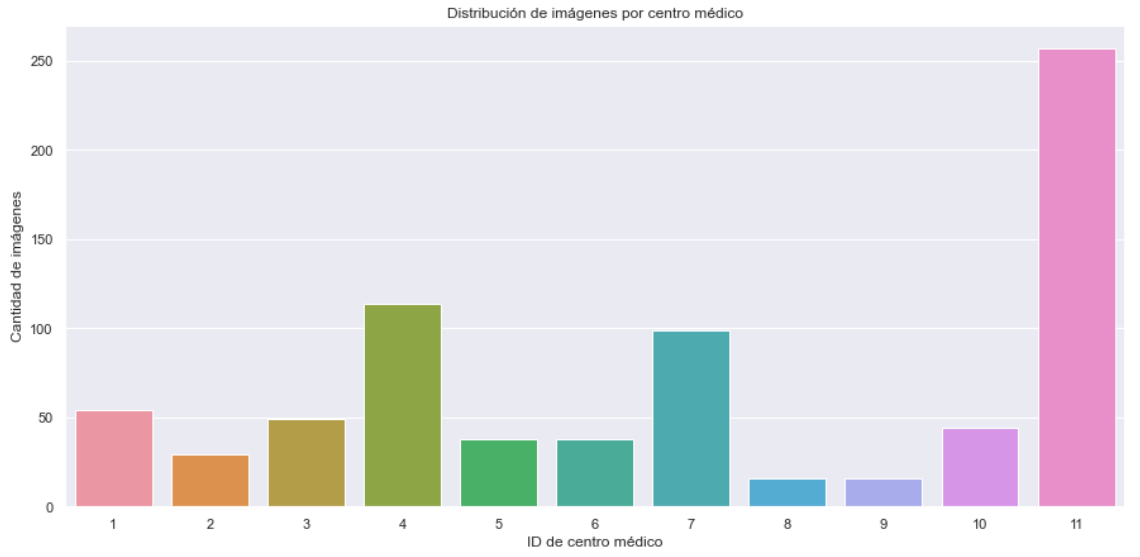 Distribución de imágenes por centro médico
Cantidad de imágenes
250
200
150
100
50
0
1 2 3 4 5 6 7 8 9 10 11
ID de centro médico